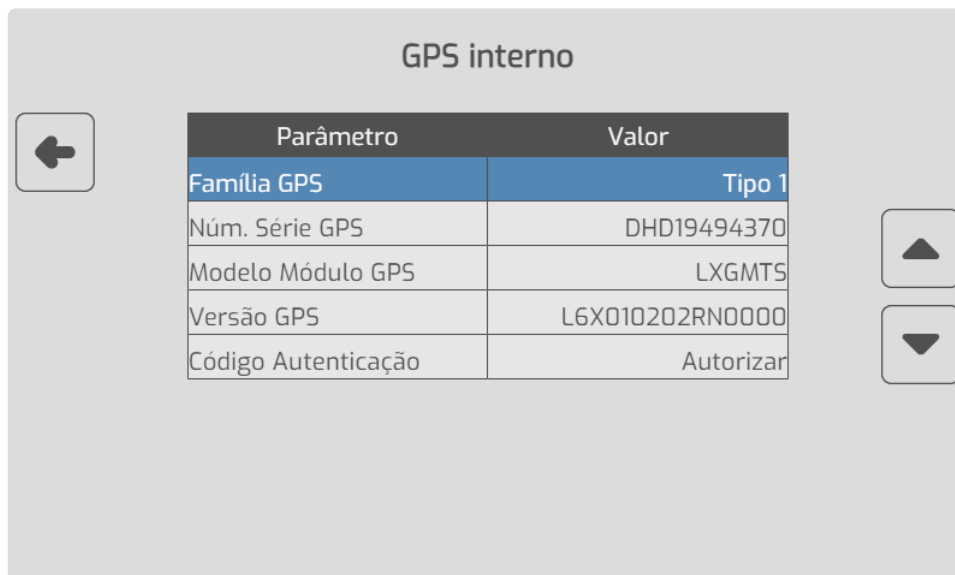 GPS interno
Parâmetro Valor
Família GPS Tipo 1
Núm. Série GPS DHD19494370
Modelo Módulo GPS LXGMTS
Versão GPS L6X010202RN0000
Código Autenticação Autorizar